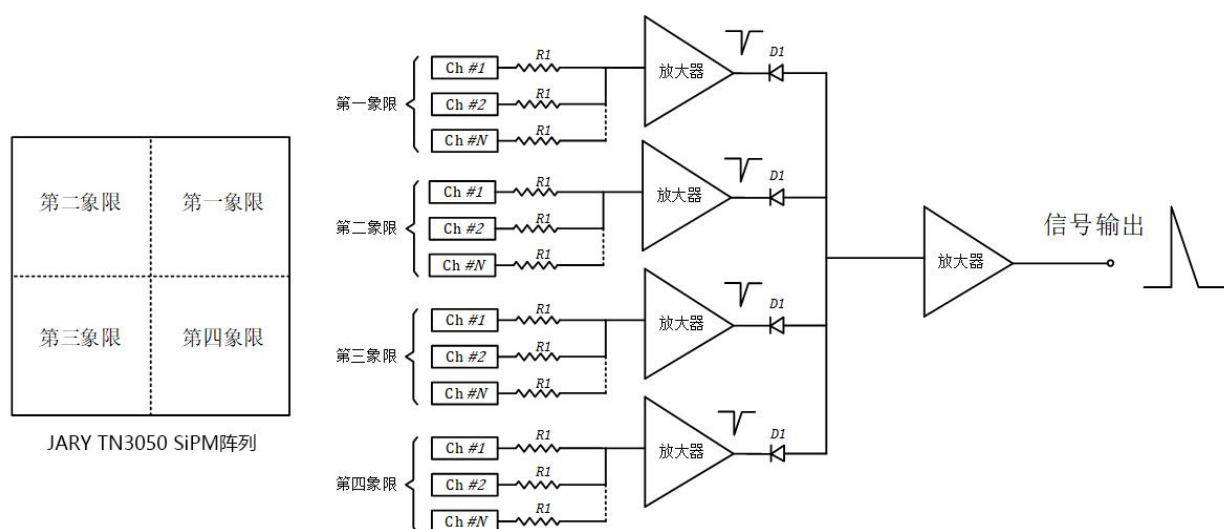 第二象限 第一象限
第三象限 第四象限
JARY TN3050 SiPM阵列
第一象限
Ch #1 R1
Ch #2 R1
Ch #N R1
放大器
D1
第二象限
Ch #1 R1
Ch #2 R1
Ch #N R1
放大器
D1
第三象限
Ch #1 R1
Ch #2 R1
Ch #N R1
放大器
D1
第四象限
Ch #1 R1
Ch #2 R1
Ch #N R1
放大器
D1
放大器
信号输出